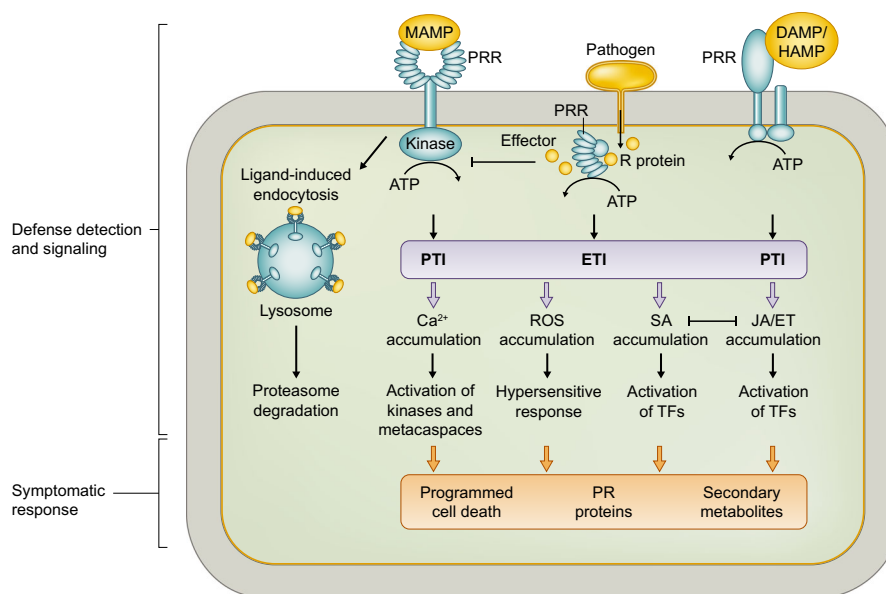 MAMP
PRR
Pathogen
DAMP/
HAMP
PRR
PRR
Effector
R protein
Kinase
ATP
ATP
ATP
Ligand-induced
endocytosis
Defense detection
and signaling
Lysosome
Proteasome
degradation
PTI
ETI
PTI
Ca²⁺
accumulation
ROS
accumulation
SA
accumulation
JA/ET
accumulation
Activation of
kinases and
metacaspaces
Hypersensitive
response
Activation
of TFs
Activation
of TFs
Symptomatic
response
Programmed
cell death
PR
proteins
Secondary
metabolites